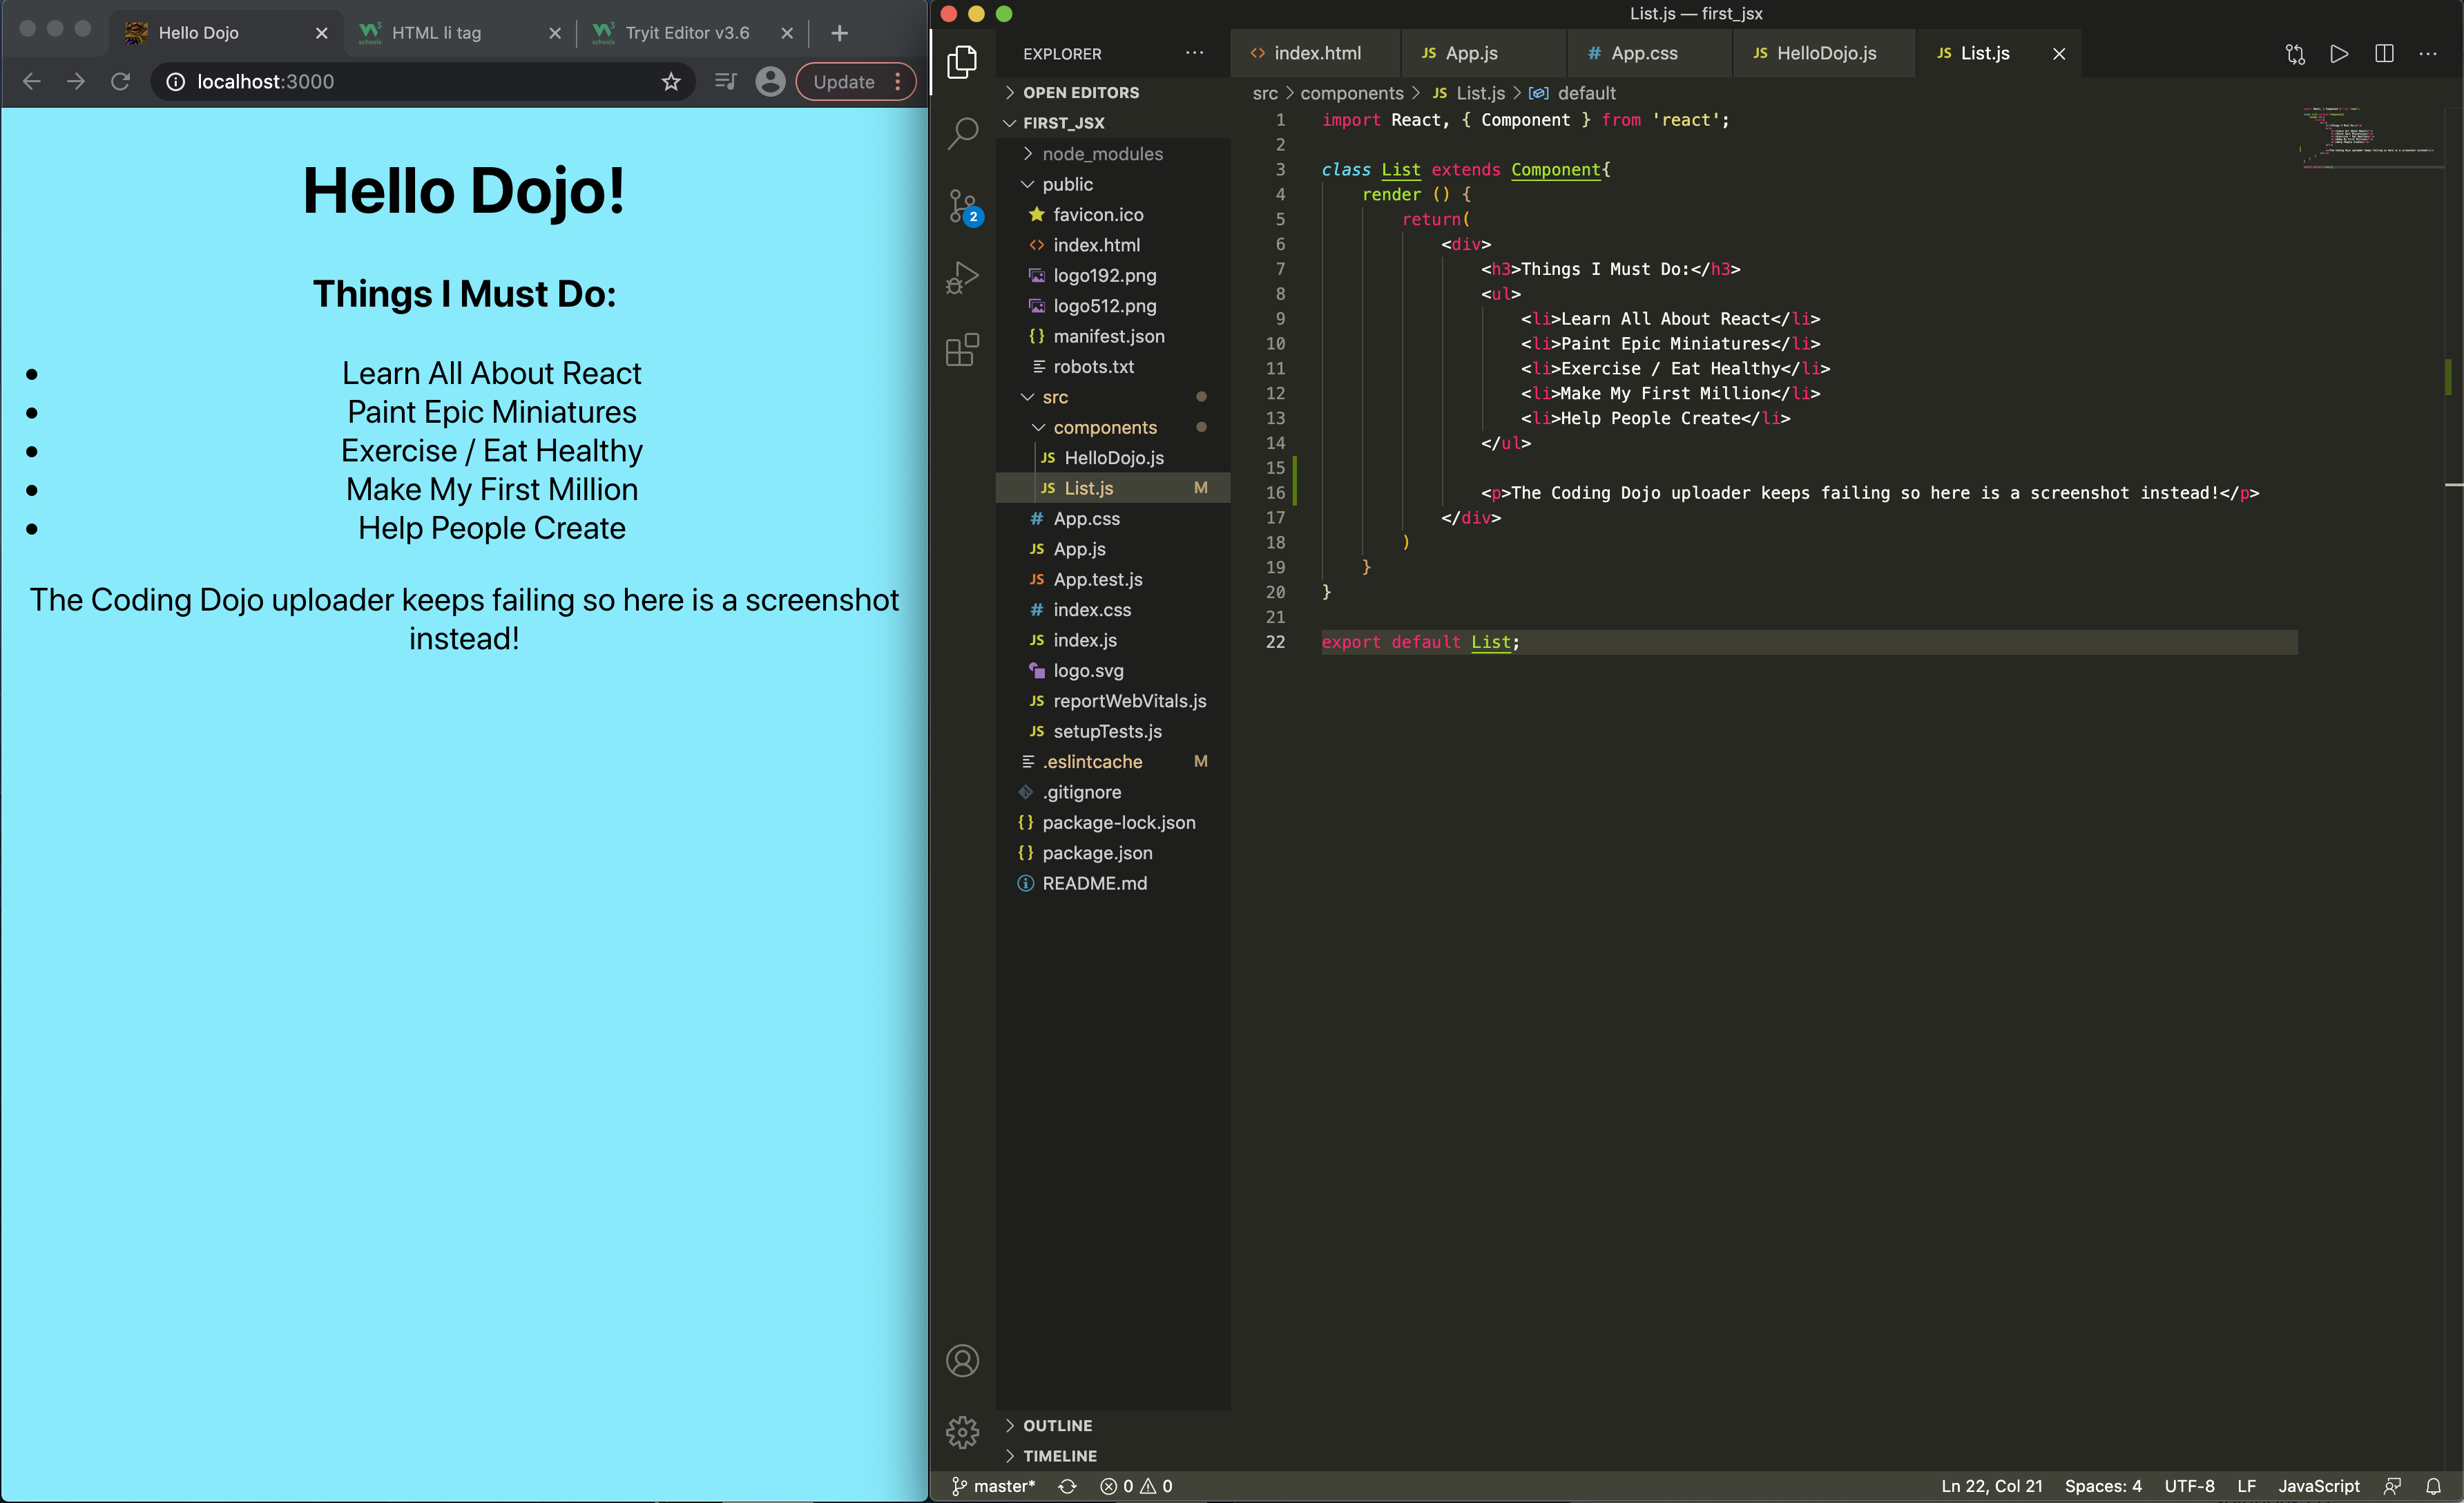 Hello Dojo
HTML li tag
Tryit Editor v3.6
localhost:3000
Update
Hello Dojo!
Things I Must Do:
Learn All About React
Paint Epic Miniatures
Exercise / Eat Healthy
Make My First Million
Help People Create
The Coding Dojo uploader keeps failing so here is a screenshot
instead!
List.js — first_jsx
EXPLORER
OPEN EDITORS
FIRST_JSX
node_modules
public
favicon.ico
index.html
logo192.png
logo512.png
manifest.json
robots.txt
src
components
JS HelloDojo.js
JS List.js M
# App.css
JS App.js
JS App.test.js
# index.css
JS index.js
logo.svg
JS reportWebVitals.js
JS setupTests.js
.eslintcache M
.gitignore
{} package-lock.json
{} package.json
README.md
OUTLINE
TIMELINE
2
<> index.html
JS App.js
# App.css
JS HelloDojo.js
JS List.js
src > components > JS List.js > default
1 import React, { Component } from 'react';
2
3 class List extends Component{
4 render () {
5 return(
6 <div>
7 <h3>Things I Must Do:</h3>
8 <ul>
9 <li>Learn All About React</li>
10 <li>Paint Epic Miniatures</li>
11 <li>Exercise / Eat Healthy</li>
12 <li>Make My First Million</li>
13 <li>Help People Create</li>
14 </ul>
15
16 <p>The Coding Dojo uploader keeps failing so here is a screenshot instead!</p>
17 </div>
18 )
19 }
20 }
21
22 export default List;
master* 0 0
Ln 22, Col 21 Spaces: 4 UTF-8 LF JavaScript